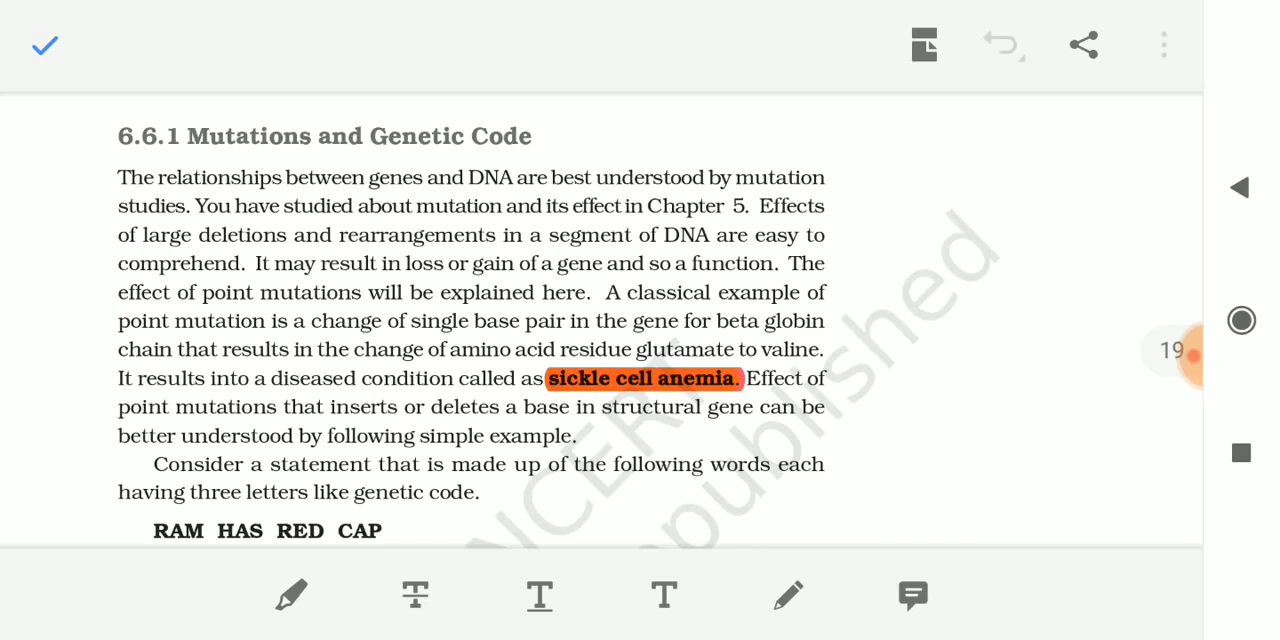 6.6.1 Mutations and Genetic Code
The relationships between genes and DNA are best understood by mutation
studies. You have studied about mutation and its effect in Chapter 5. Effects
of large deletions and rearrangements in a segment of DNA are easy to
comprehend. It may result in loss or gain of a gene and so a function. The
effect of point mutations will be explained here. A classical example of
point mutation is a change of single base pair in the gene for beta globin
chain that results in the change of amino acid residue glutamate to valine.
It results into a diseased condition called as sickle cell anemia. Effect of
point mutations that inserts or deletes a base in structural gene can be
better understood by following simple example.
Consider a statement that is made up of the following words each
having three letters like genetic code.
RAM HAS RED CAP
19
NCERT
published